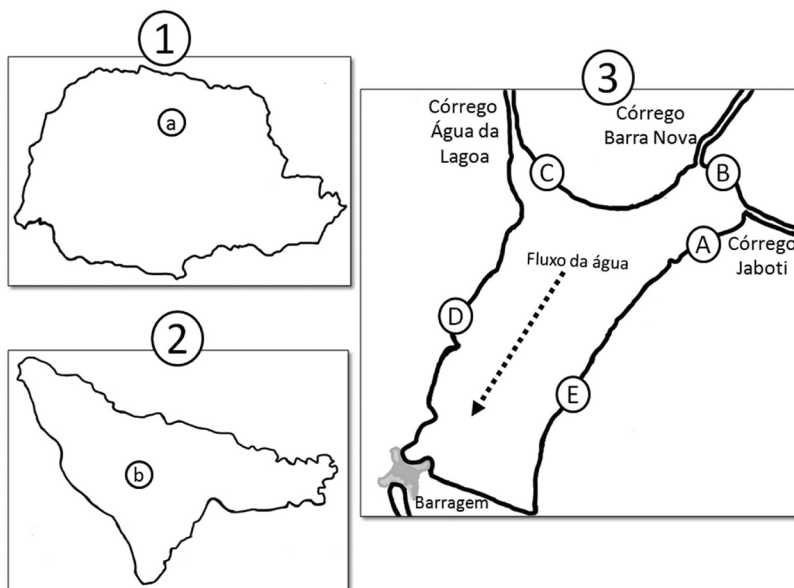 1
a
2
b
3
Córrego
Água da
Lagoa
Córrego
Barra Nova
C
B
A
Córrego
Jaboti
Fluxo da água
D
E
Barragem